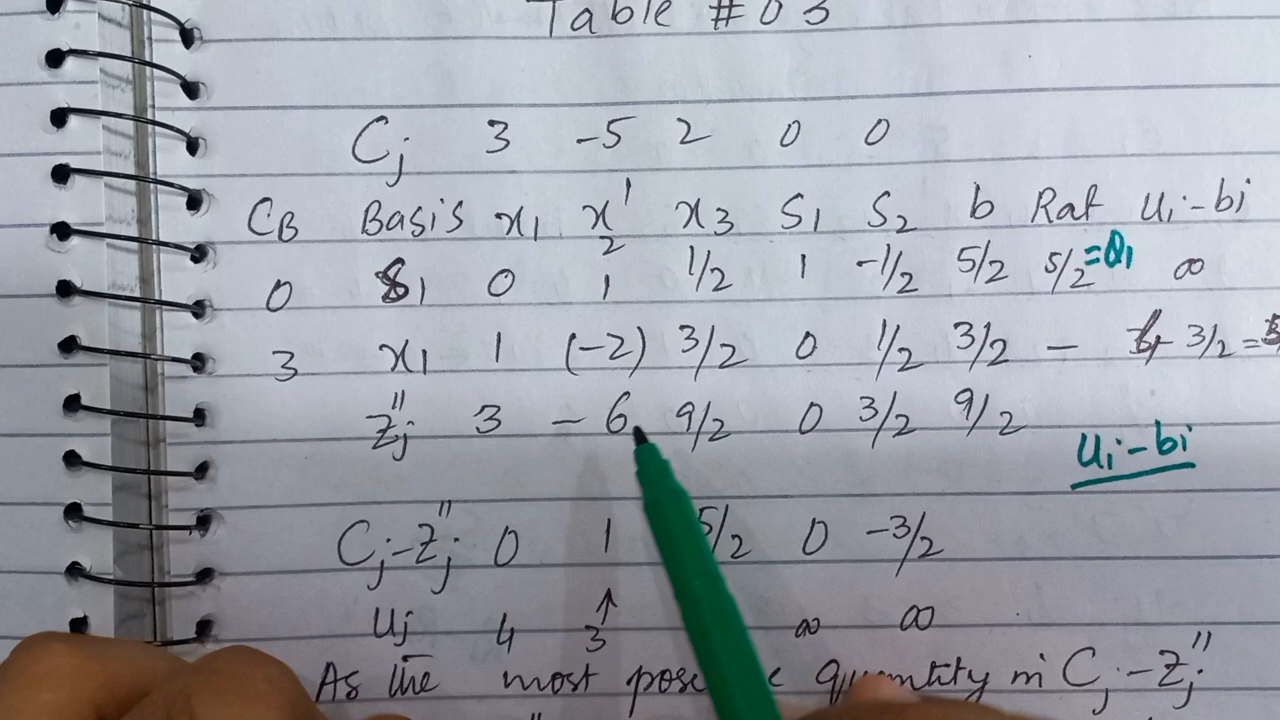 Table #03
Cj 3 -5 2 0 0
CB Basis x1 x2' x3 S1 S2 b Rat Ui-bi
0 S1 0 1 1/2 1 -1/2 5/2 5/2 =θ1 ∞
3 x1 1 (-2) 3/2 0 1/2 3/2 - 3/2 =
Zj'' 3 -6 9/2 0 3/2 9/2
Ui-bi
Cj-Zj'' 0 1 5/2 0 -3/2
Uj 4 3 ∞ ∞
As the most quantity in Cj-Zj''